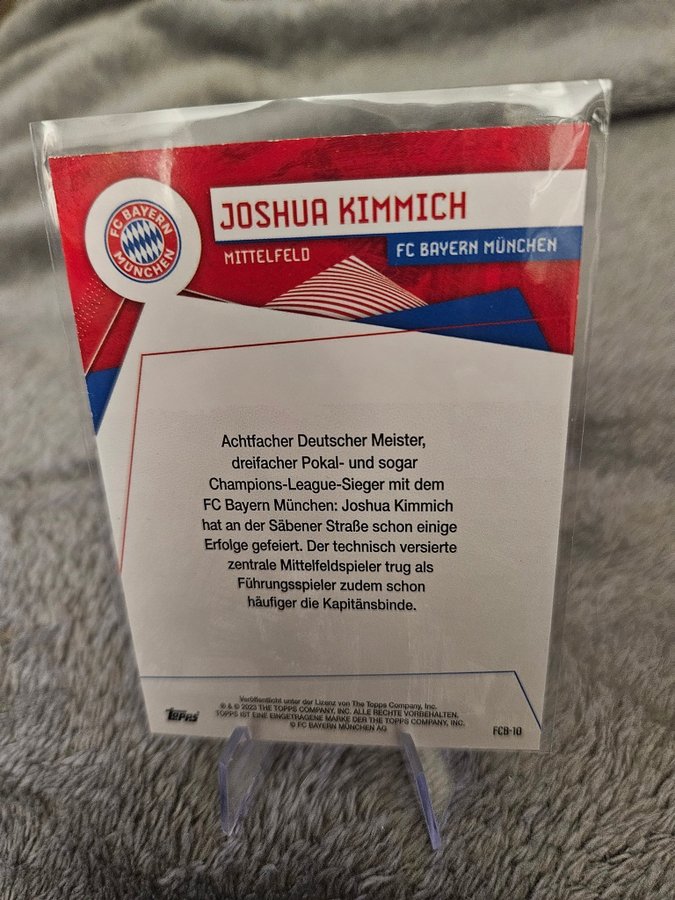 FC BAYERN
MÜNCHEN
JOSHUA KIMMICH
MITTELFELD
FC BAYERN MÜNCHEN
Achtfacher Deutscher Meister,
dreifacher Pokal- und sogar
Champions-League-Sieger mit dem
FC Bayern München: Joshua Kimmich
hat an der Säbener Straße schon einige
Erfolge gefeiert. Der technisch versierte
zentrale Mittelfeldspieler trug als
Führungsspieler zudem schon
häufiger die Kapitänsbinde.
Veröffentlicht unter der Lizenz von The Topps Company, Inc.
® & © 2023 THE TOPPS COMPANY, INC. ALLE RECHTE VORBEHALTEN.
TOPPS IST EINE EINGETRAGENE MARKE DER THE TOPPS COMPANY, INC.
© FC BAYERN MÜNCHEN AG
Topps
FCB-10